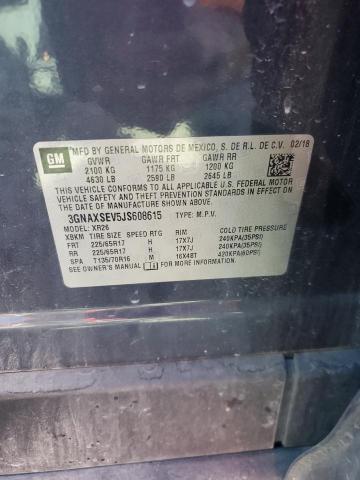 GM
MFD BY GENERAL MOTORS DE MEXICO, S. DE R.L. DE C.V. 02/18
GVWR GAWR FRT GAWR RR
2100 KG 1175 KG 1200 KG
4630 LB 2590 LB 2645 LB
THIS VEHICLE CONFORMS TO ALL APPLICABLE U.S. FEDERAL MOTOR
VEHICLE SAFETY AND THEFT PREVENTION STANDARDS IN EFFECT ON
THE DATE OF MANUFACTURE SHOWN ABOVE.
3GNAXSEV5JS608615 TYPE: M.P.V.
MODEL: XR26
XBKM TIRE SIZE SPEED RTG RIM COLD TIRE PRESSURE
FRT 225/65R17 H 17X7J 240KPA(35PSI)
RR 225/65R17 H 17X7J 240KPA(35PSI)
SPA T135/70R16 M 16X4BT 420KPA(60PSI)
SEE OWNER'S MANUAL FOR MORE INFORMATION.